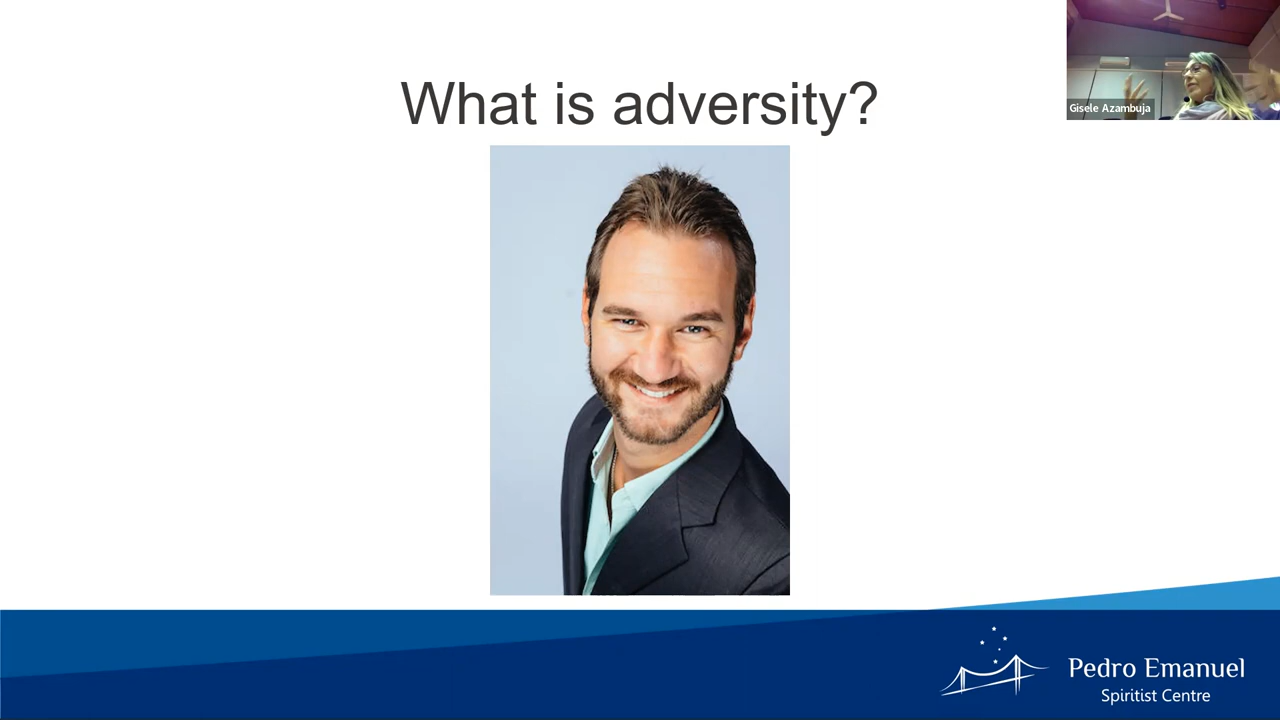 What is adversity?
Gisele Azambuja
Pedro Emanuel
Spiritist Centre